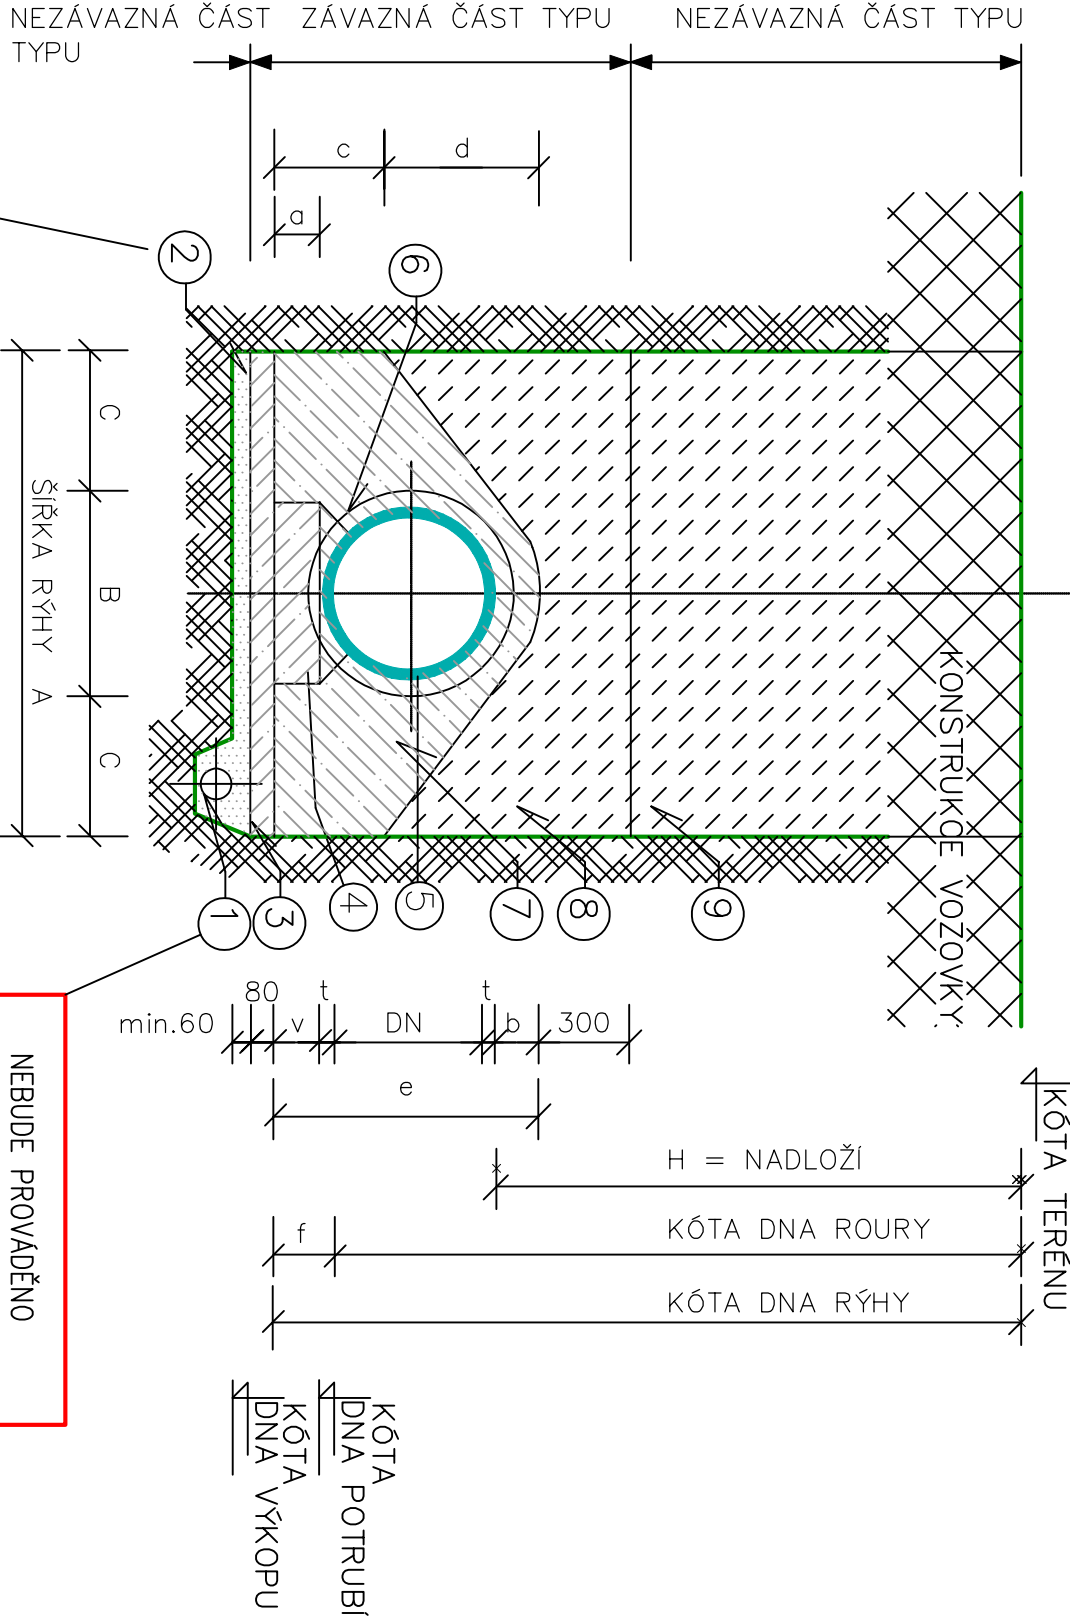 NEZÁVAZNÁ ČÁST
TYPU
ZÁVAZNÁ ČÁST TYPU
NEZÁVAZNÁ ČÁST TYPU
c
d
a
2
6
C
B
C
ŠÍŘKA RÝHY A
KONSTRUKCE VOZOVKY
1
3
4
5
7
8
9
min.60
80
v
t
DN
t
b
300
e
H = NADLOŽÍ
f
KÓTA DNA ROURY
KÓTA DNA RÝHY
KÓTA TERÉNU
KÓTA
DNA POTRUBÍ
KÓTA
DNA VÝKOPU
NEBUDE PROVÁDĚNO